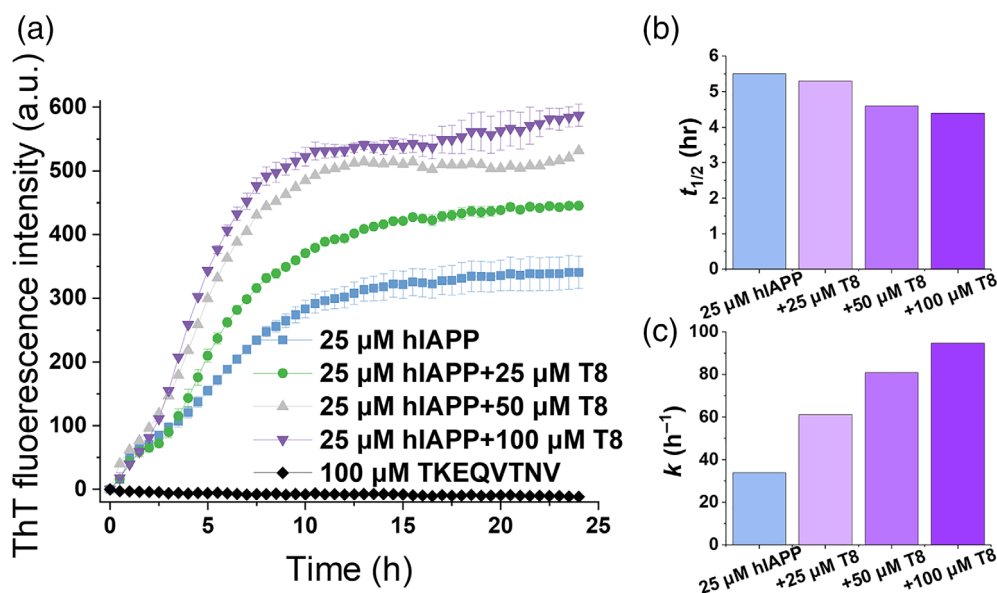 (a)
ThT fluoerescence intensity (a.u.)
600
500
400
300
200
100
0
0
5
10
15
20
25
Time (h)
25 μM hIAPP
25 μM hIAPP+25 μM T8
25 μM hIAPP+50 μM T8
25 μM hIAPP+100 μM T8
100 μM TKEQVTNV
(b)
t1/2 (hr)
6
5
4
3
2
1
0
25 μM hIAPP
+25 μM T8
+50 μM T8
+100 μM T8
(c)
k (h−1)
100
80
60
40
20
0
25 μM hIAPP
+25 μM T8
+50 μM T8
+100 μM T8